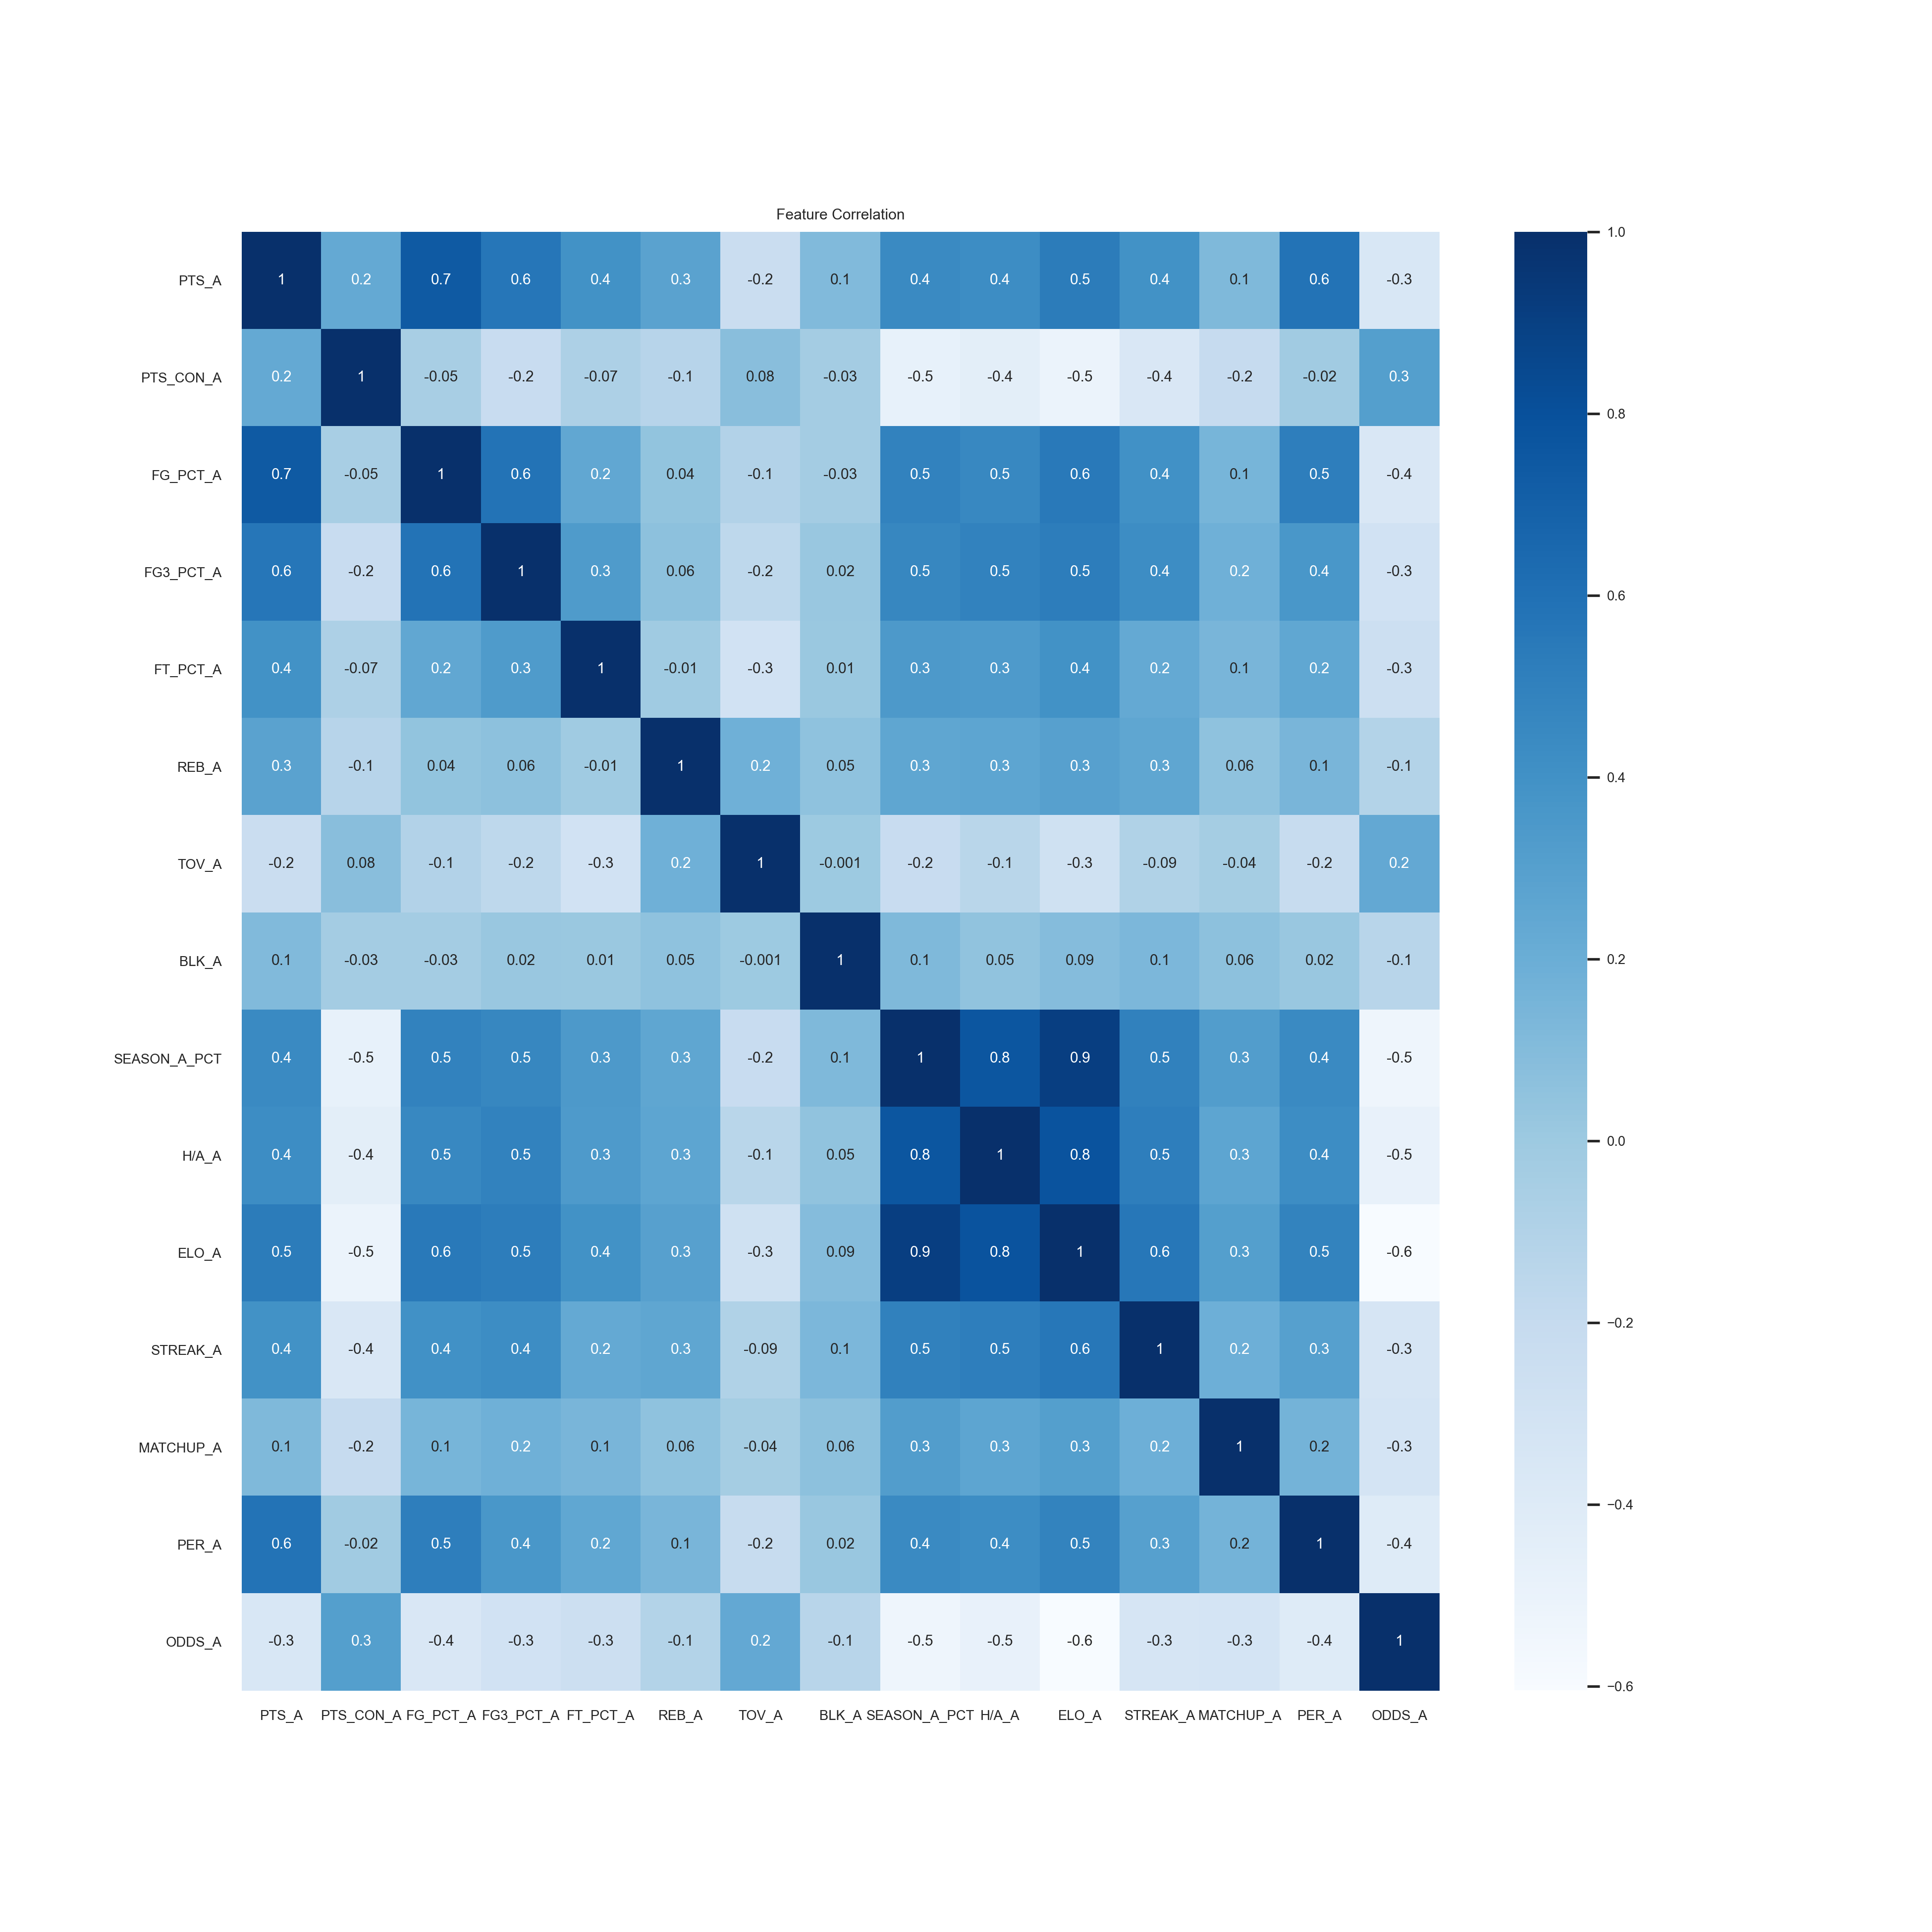 Feature Correlation
PTS_A 1 0.2 0.7 0.6 0.4 0.3 -0.2 0.1 0.4 0.4 0.5 0.4 0.1 0.6 -0.3
PTS_CON_A 0.2 1 -0.05 -0.2 -0.07 -0.1 0.08 -0.03 -0.5 -0.4 -0.5 -0.4 -0.2 -0.02 0.3
FG_PCT_A 0.7 -0.05 1 0.6 0.2 0.04 -0.1 -0.03 0.5 0.5 0.6 0.4 0.1 0.5 -0.4
FG3_PCT_A 0.6 -0.2 0.6 1 0.3 0.06 -0.2 0.02 0.5 0.5 0.5 0.4 0.2 0.4 -0.3
FT_PCT_A 0.4 -0.07 0.2 0.3 1 -0.01 -0.3 0.01 0.3 0.3 0.4 0.2 0.1 0.2 -0.3
REB_A 0.3 -0.1 0.04 0.06 -0.01 1 0.2 0.05 0.3 0.3 0.3 0.3 0.06 0.1 -0.1
TOV_A -0.2 0.08 -0.1 -0.2 -0.3 0.2 1 -0.001 -0.2 -0.1 -0.3 -0.09 -0.04 -0.2 0.2
BLK_A 0.1 -0.03 -0.03 0.02 0.01 0.05 -0.001 1 0.1 0.05 0.09 0.1 0.06 0.02 -0.1
SEASON_A_PCT 0.4 -0.5 0.5 0.5 0.3 0.3 -0.2 0.1 1 0.8 0.9 0.5 0.3 0.4 -0.5
H/A_A 0.4 -0.4 0.5 0.5 0.3 0.3 -0.1 0.05 0.8 1 0.8 0.5 0.3 0.4 -0.5
ELO_A 0.5 -0.5 0.6 0.5 0.4 0.3 -0.3 0.09 0.9 0.8 1 0.6 0.3 0.5 -0.6
STREAK_A 0.4 -0.4 0.4 0.4 0.2 0.3 -0.09 0.1 0.5 0.5 0.6 1 0.2 0.3 -0.3
MATCHUP_A 0.1 -0.2 0.1 0.2 0.1 0.06 -0.04 0.06 0.3 0.3 0.3 0.2 1 0.2 -0.3
PER_A 0.6 -0.02 0.5 0.4 0.2 0.1 -0.2 0.02 0.4 0.4 0.5 0.3 0.2 1 -0.4
ODDS_A -0.3 0.3 -0.4 -0.3 -0.3 -0.1 0.2 -0.1 -0.5 -0.5 -0.6 -0.3 -0.3 -0.4 1
PTS_A PTS_CON_A FG_PCT_A FG3_PCT_A FT_PCT_A REB_A TOV_A BLK_A SEASON_A_PCT H/A_A ELO_A STREAK_A MATCHUP_A PER_A ODDS_A
1.0
0.8
0.6
0.4
0.2
0.0
−0.2
−0.4
−0.6